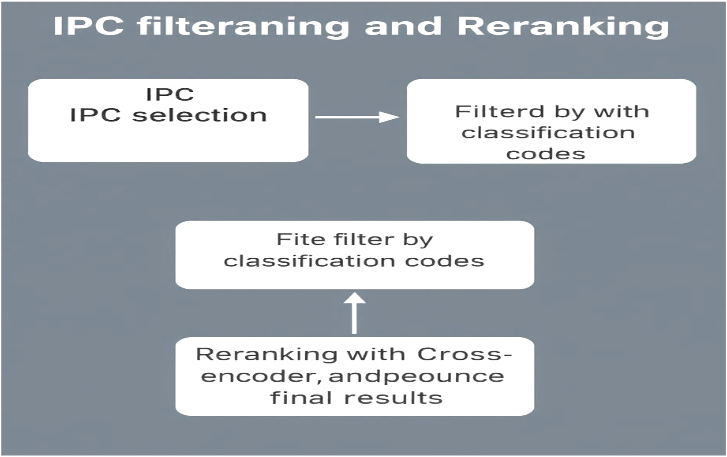 IPC filteraning and Reranking
IPC
IPC selection
Filterd by with
classification
codes
Fite filter by
classification codes
Reranking with Cross-
encoder, andpeounce
final results